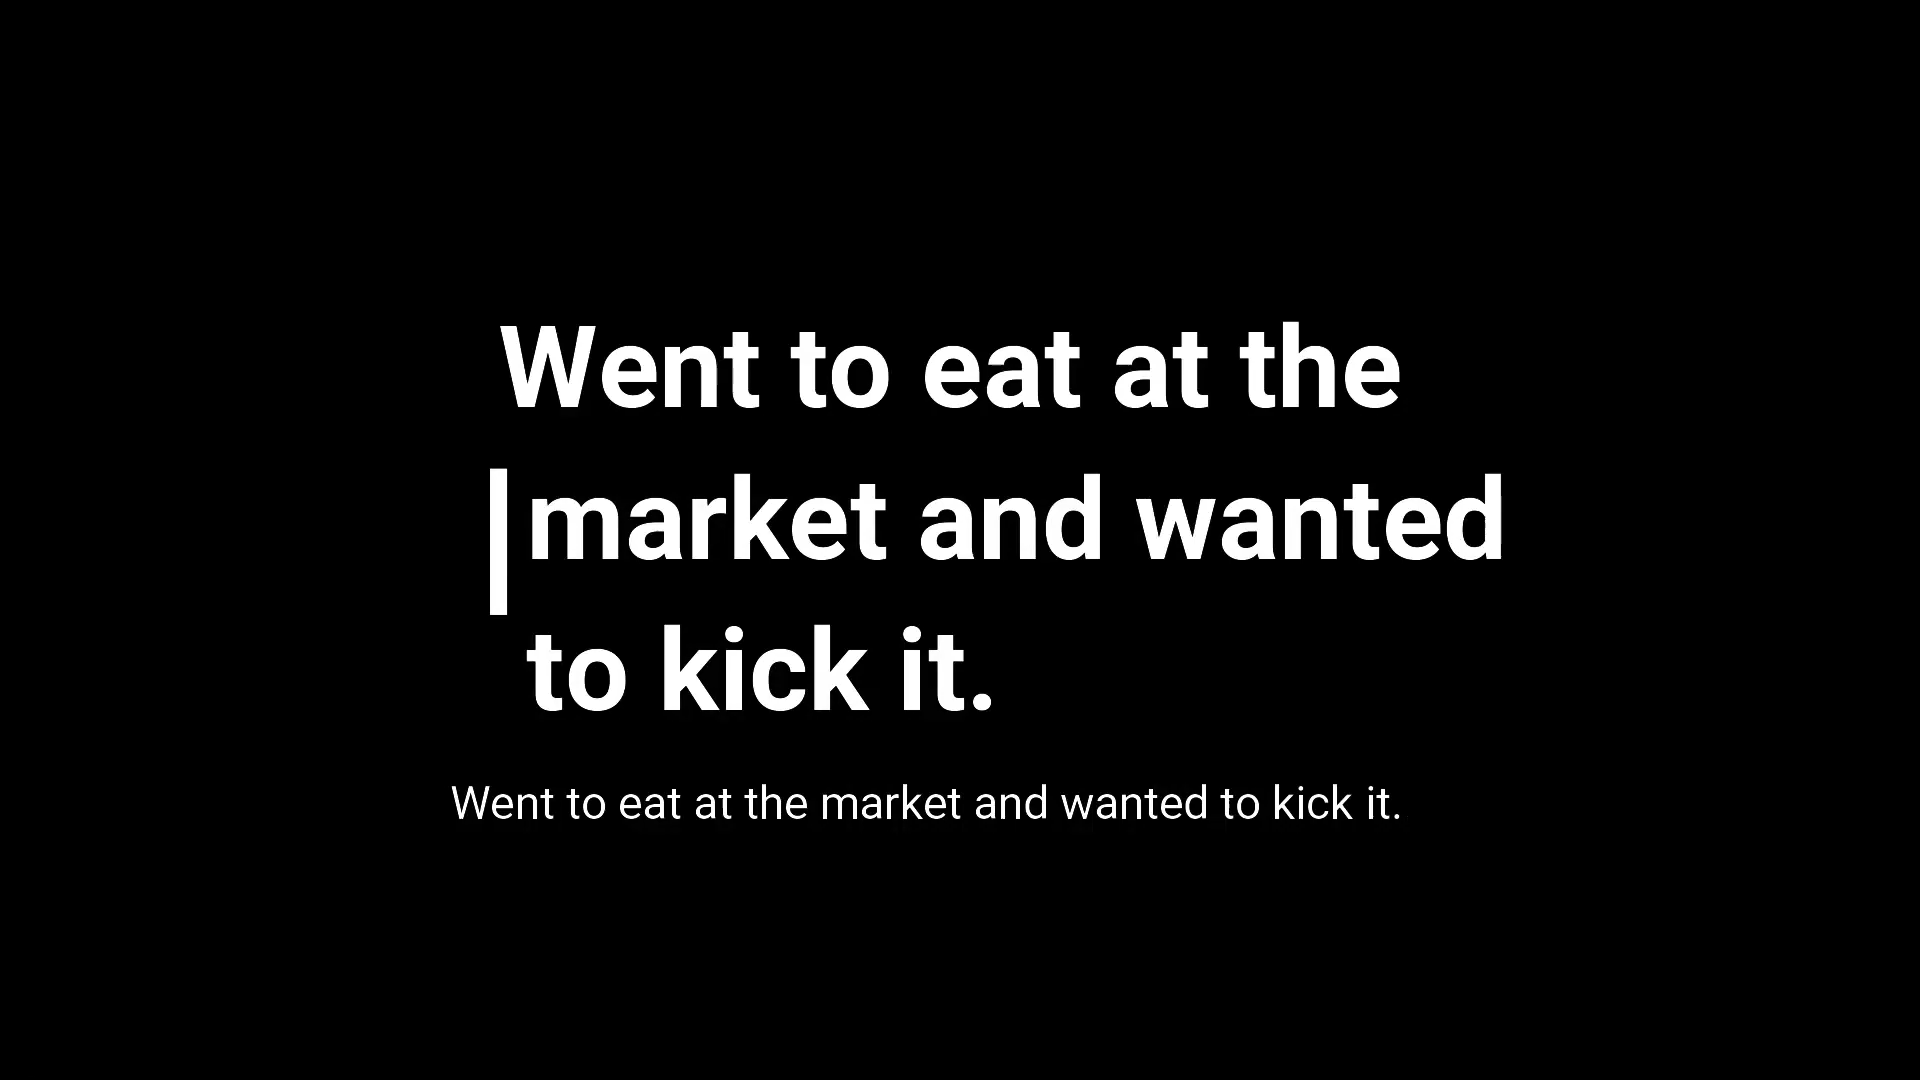 Went to eat at the
market and wanted
to kick it.
Went to eat at the market and wanted to kick it.